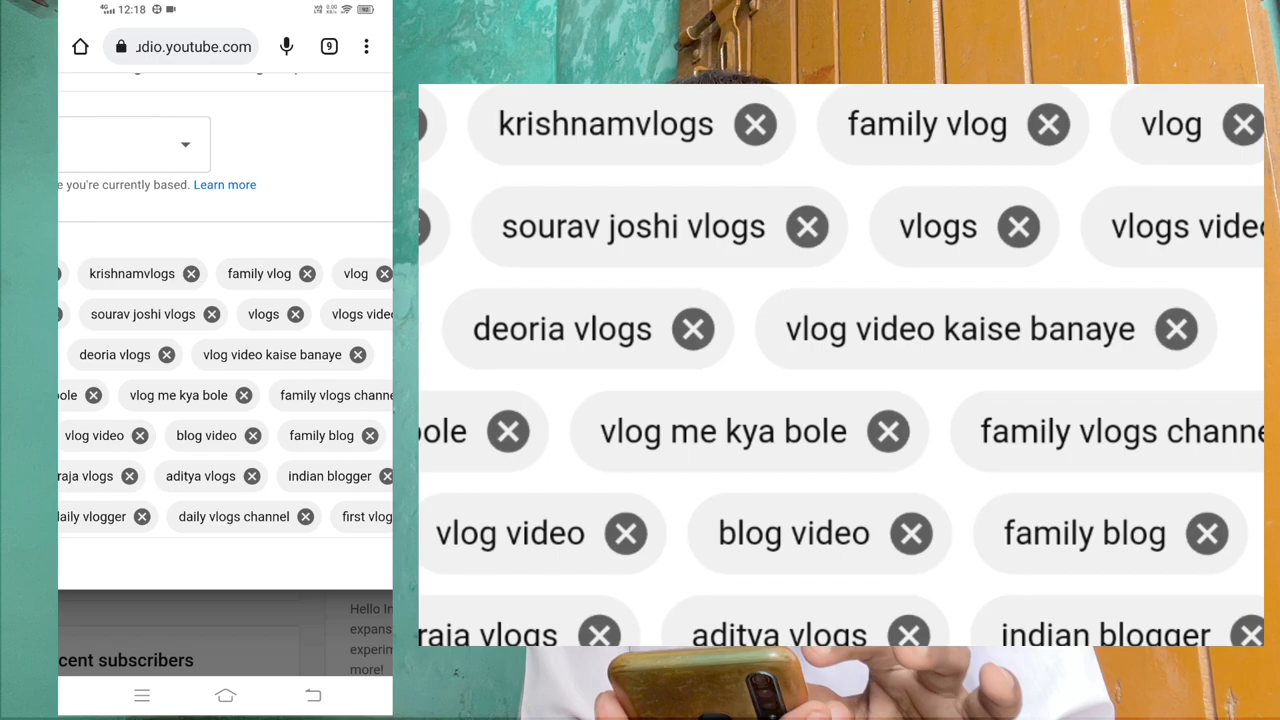 12:18
udio.youtube.com
9
e you're currently based. Learn more
krishnamvlogs family vlog vlog
sourav joshi vlogs vlogs vlogs vide
deoria vlogs vlog video kaise banaye
ole vlog me kya bole family vlogs channe
vlog video blog video family blog
raja vlogs aditya vlogs indian blogger
daily vlogger daily vlogs channel first vlog
Hello In
expans
experim
more!
cent subscribers
krishnamvlogs family vlog vlog
sourav joshi vlogs vlogs vlogs vide
deoria vlogs vlog video kaise banaye
ole vlog me kya bole family vlogs channe
vlog video blog video family blog
raja vlogs aditya vlogs indian blogger